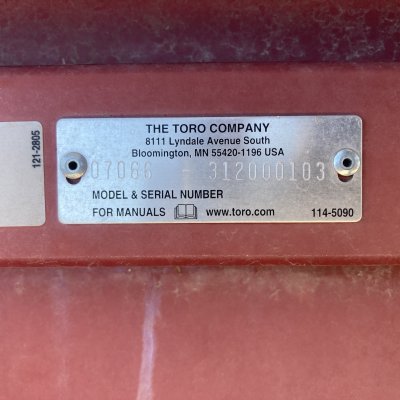 THE TORO COMPANY
8111 Lyndale Avenue South
Bloomington, MN 55420-1196 USA
07066 - 312000103
MODEL & SERIAL NUMBER
FOR MANUALS www.toro.com 114-5090
121-2805